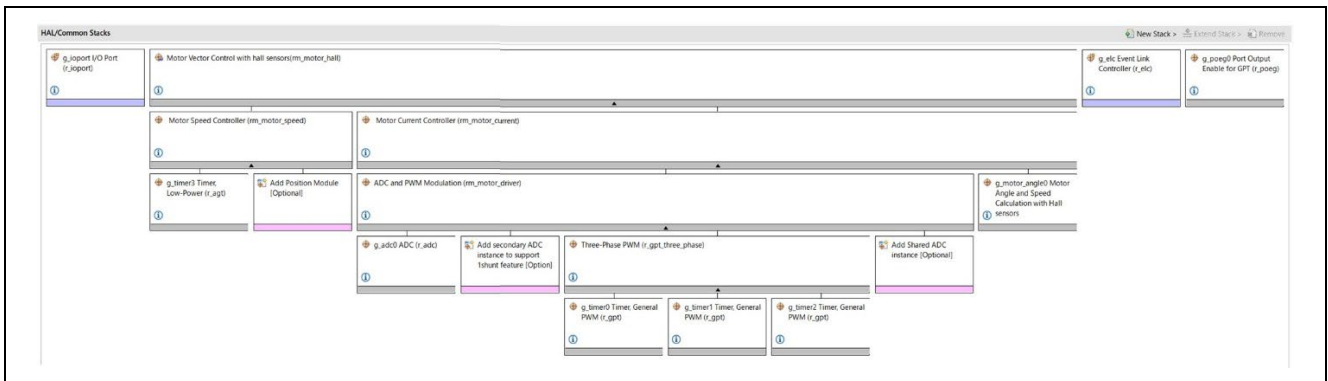 HAL/Common Stacks
New Stack > Extend Stack > Remove
g_ioport I/O Port
(r_ioport)
Motor Vector Control with hall sensors(rm_motor_hall)
g_elc Event Link
Controller (r_elc)
g_poeg0 Port Output
Enable for GPT (r_poeg)
Motor Speed Controller (rm_motor_speed)
Motor Current Controller (rm_motor_current)
g_timer3 Timer,
Low-Power (r_agt)
Add Position Module
[Optional]
ADC and PWM Modulation (rm_motor_driver)
g_motor_angle0 Motor
Angle and Speed
Calculation with Hall
sensors
g_adc0 ADC (r_adc)
Add secondary ADC
instance to support
1shunt feature [Option]
Three-Phase PWM (r_gpt_three_phase)
Add Shared ADC
instance [Optional]
g_timer0 Timer, General
PWM (r_gpt)
g_timer1 Timer, General
PWM (r_gpt)
g_timer2 Timer, General
PWM (r_gpt)